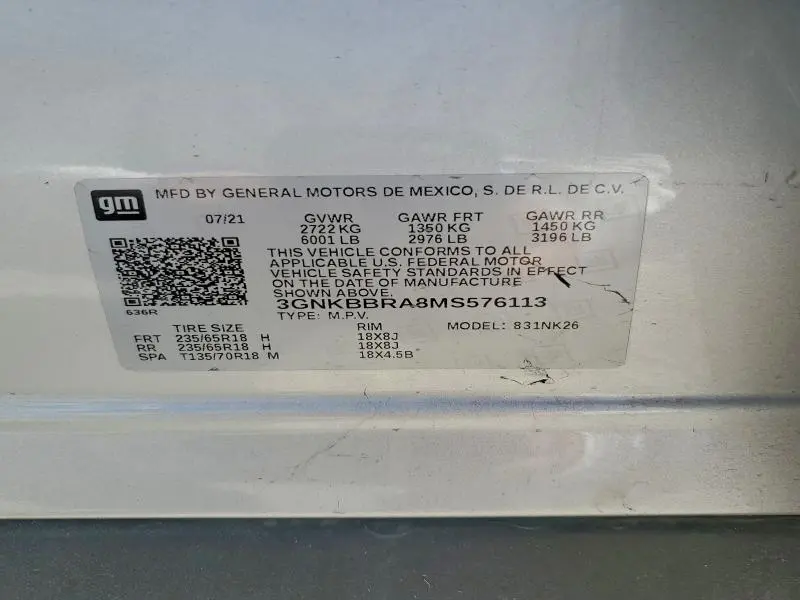 gm MFD BY GENERAL MOTORS DE MEXICO, S. DE R.L. DE C.V.
07/21 GVWR GAWR FRT GAWR RR
2722 KG 1350 KG 1450 KG
6001 LB 2976 LB 3196 LB
THIS VEHICLE CONFORMS TO ALL
APPLICABLE U.S. FEDERAL MOTOR
VEHICLE SAFETY STANDARDS IN EFFECT
ON THE DATE OF MANUFACTURE
SHOWN ABOVE.
3GNKBBRA8MS576113
636R
TYPE: M.P.V. MODEL: 831NK26
TIRE SIZE RIM
FRT 235/65R18 H 18X8J
RR 235/65R18 H 18X8J
SPA T135/70R18 M 18X4.5B